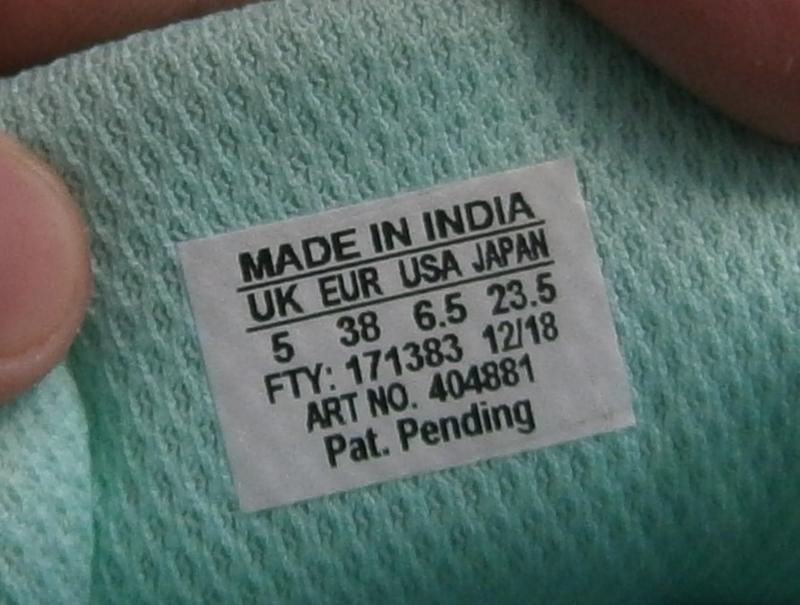 MADE IN INDIA
UK EUR USA JAPAN
5 38 6.5 23.5
FTY: 171383 12/18
ART NO. 404881
Pat. Pending